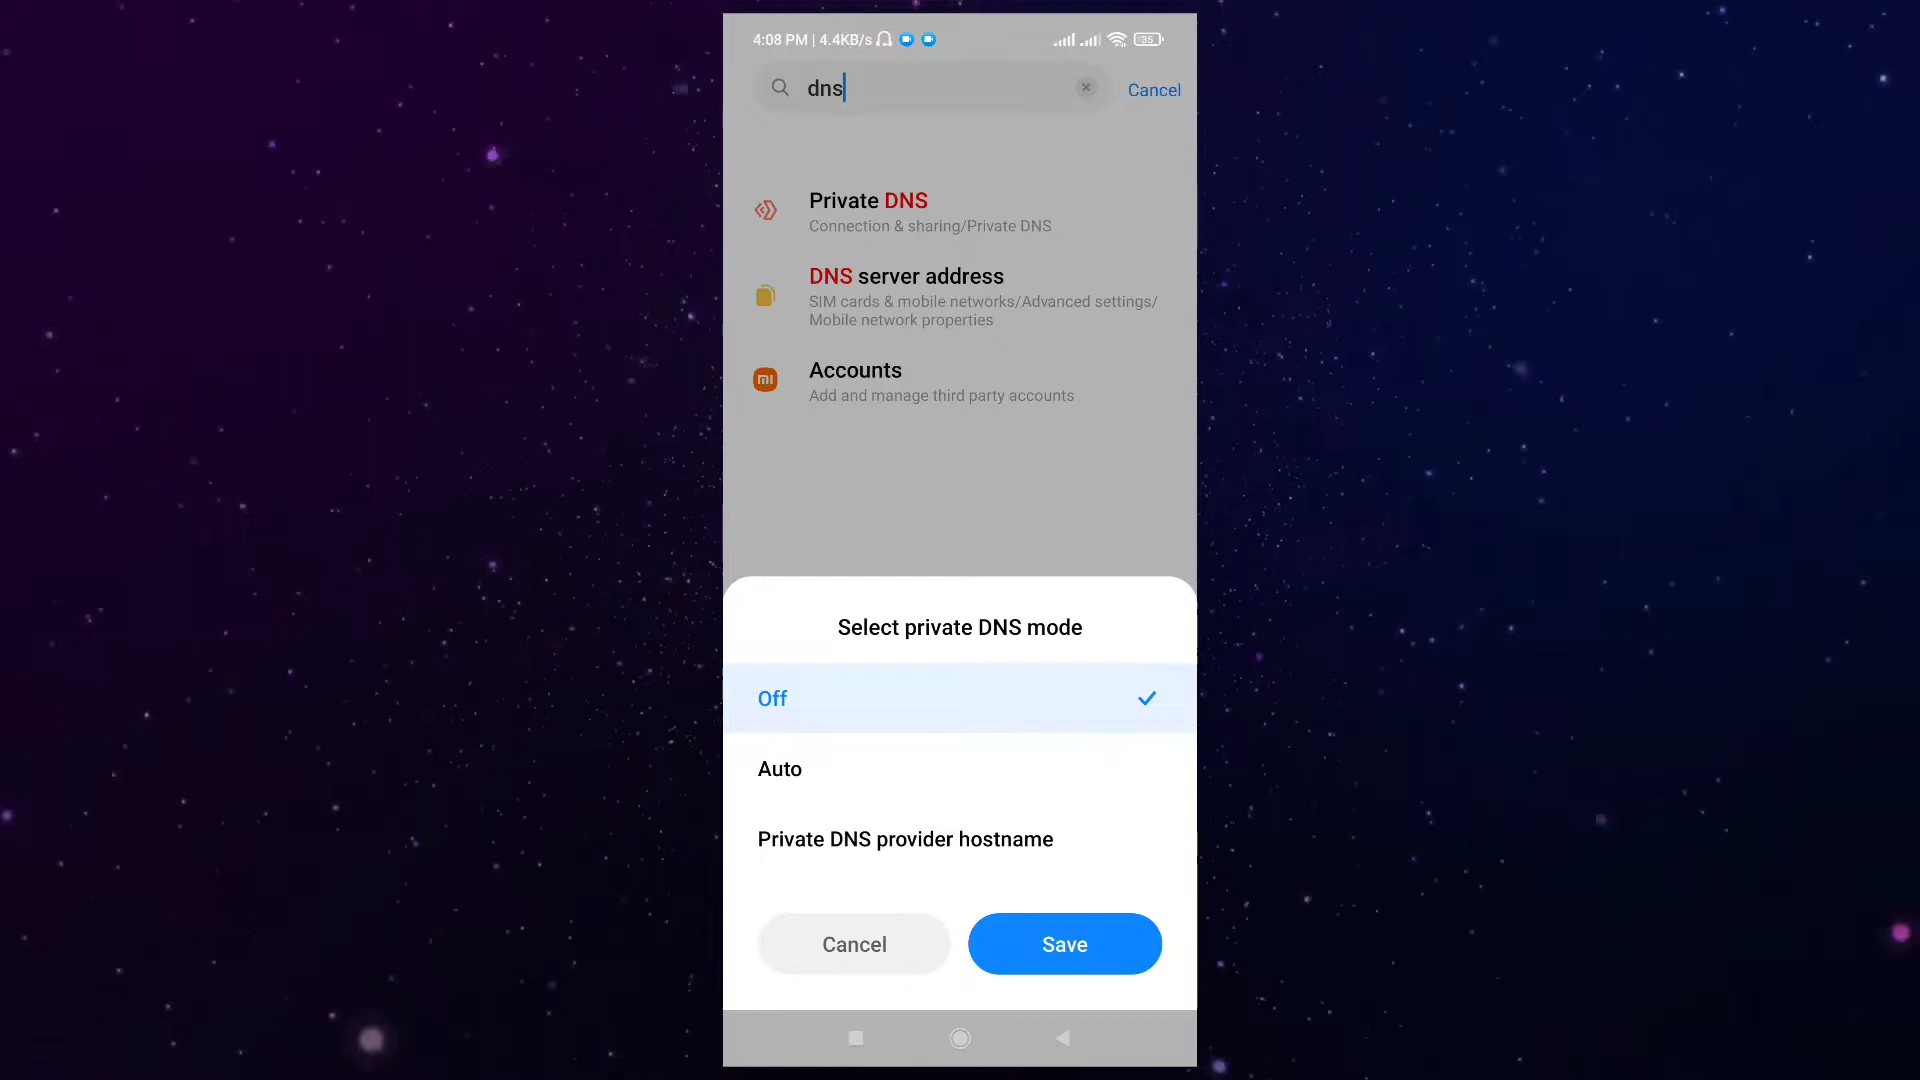 4:08 PM | 4.4KB/s 35
dns
Cancel
Private DNS
Connection & sharing/Private DNS
DNS server address
SIM cards & mobile networks/Advanced settings/
Mobile network properties
mi
Accounts
Add and manage third party accounts
Select private DNS mode
Off
Auto
Private DNS provider hostname
Cancel
Save